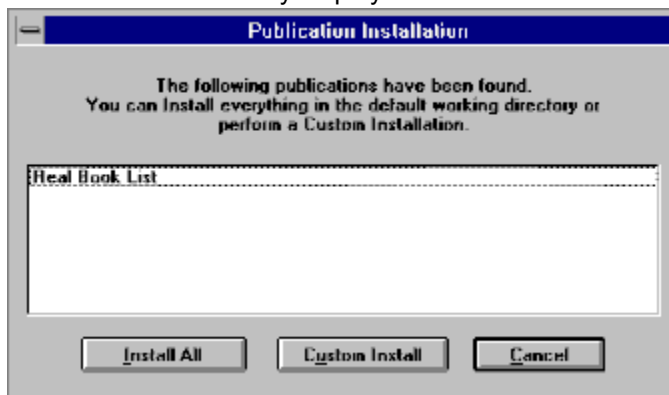 Publication Installation
The following publications have been found.
You can Install everything in the default working directory or
perform a Custom Installation.
Real Book List
Install All
Custom Install
Cancel